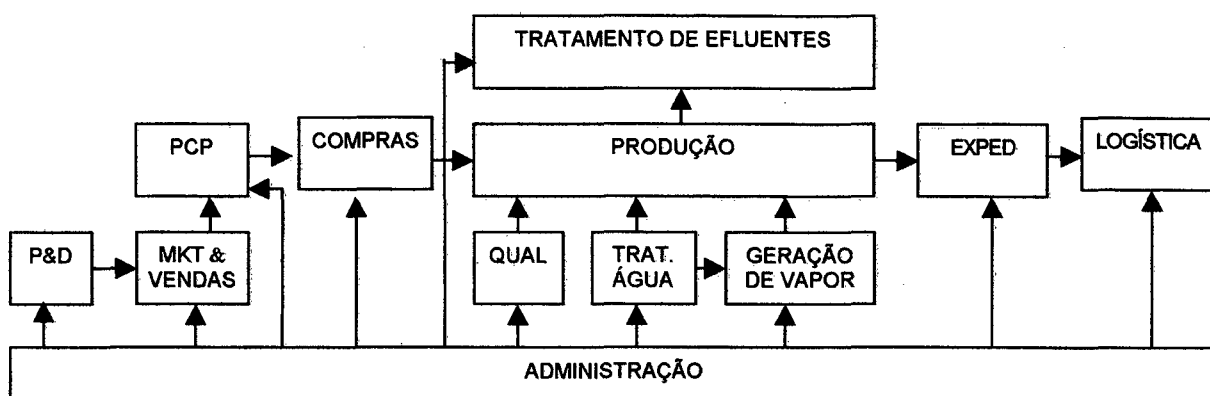 TRATAMENTO DE EFLUENTES
PCP
COMPRAS
PRODUÇÃO
EXPED
LOGÍSTICA
P&D
MKT &
VENDAS
QUAL
TRAT.
ÁGUA
GERAÇÃO
DE VAPOR
ADMINISTRAÇÃO